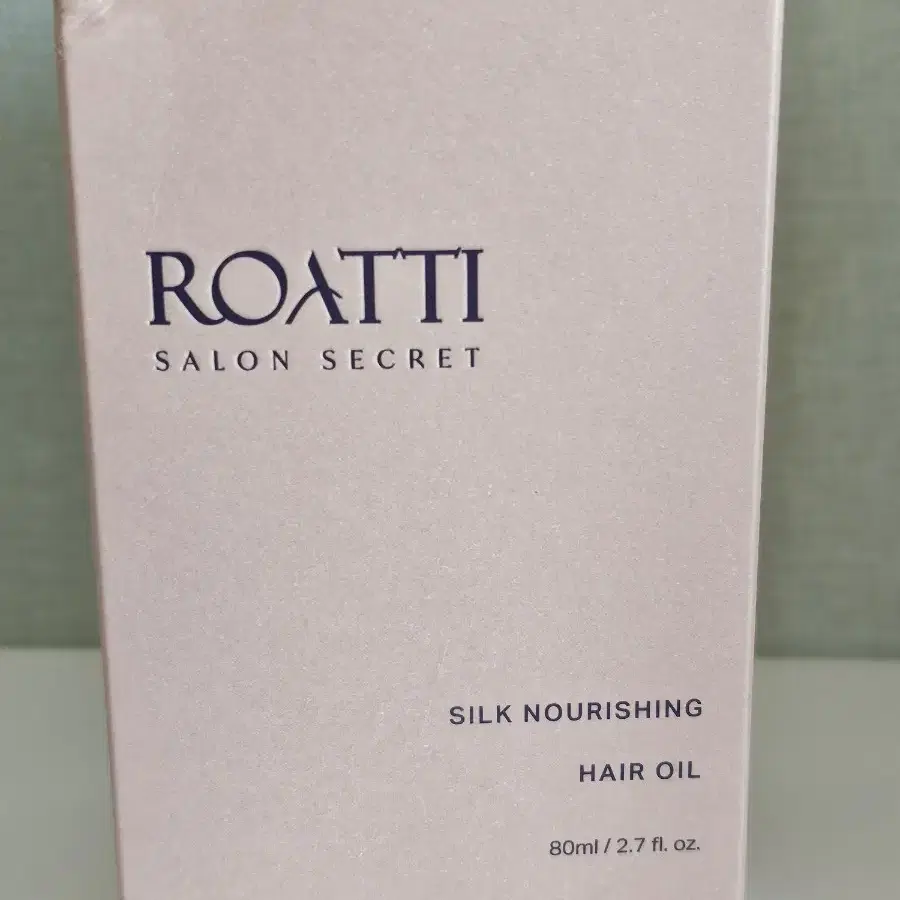 ROATTI
SALON SECRET
SILK NOURISHING
HAIR OIL
80ml / 2.7 fl. oz.